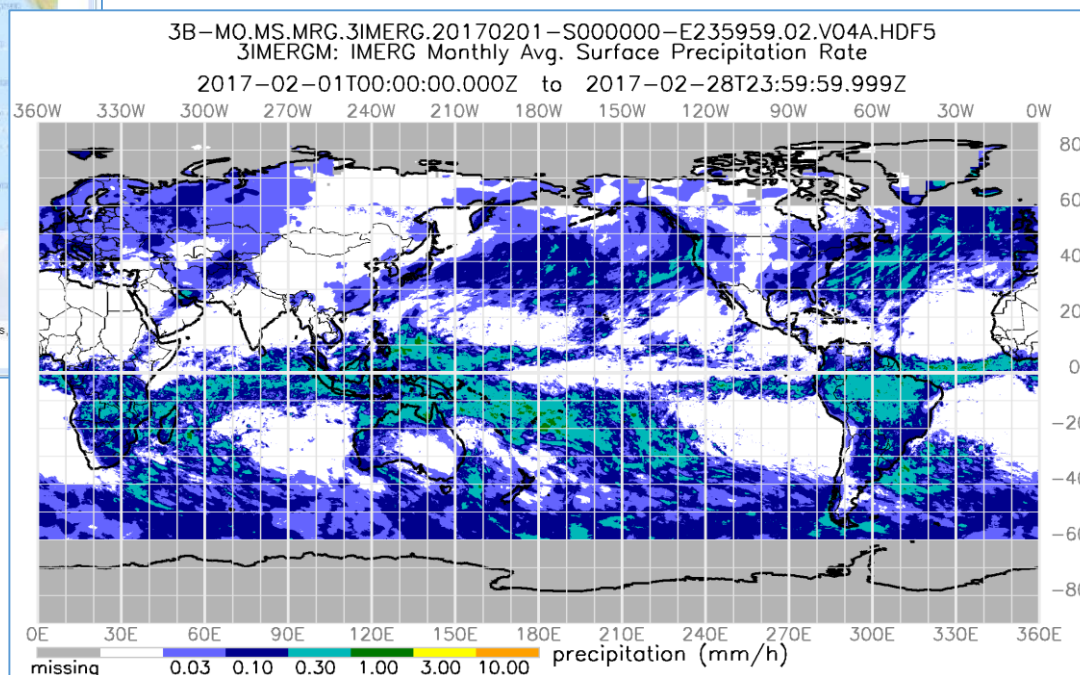 3B-MO.MS.MRG.3IMERG.20170201-S000000-E235959.02.V04A.HDF5
3IMERGM: IMERG Monthly Avg. Surface Precipitation Rate
2017-02-01T00:00:00.000Z to 2017-02-28T23:59:59.999Z
360W 330W 300W 270W 240W 210W 180W 150W 120W 90W 60W 30W 0W
80
60
40
20
0
-20
-40
-60
-80
s,
0E 30E 60E 90E 120E 150E 180E 210E 240E 270E 300E 330E 360E
precipitation (mm/h)
missing 0.03 0.10 0.30 1.00 3.00 10.00